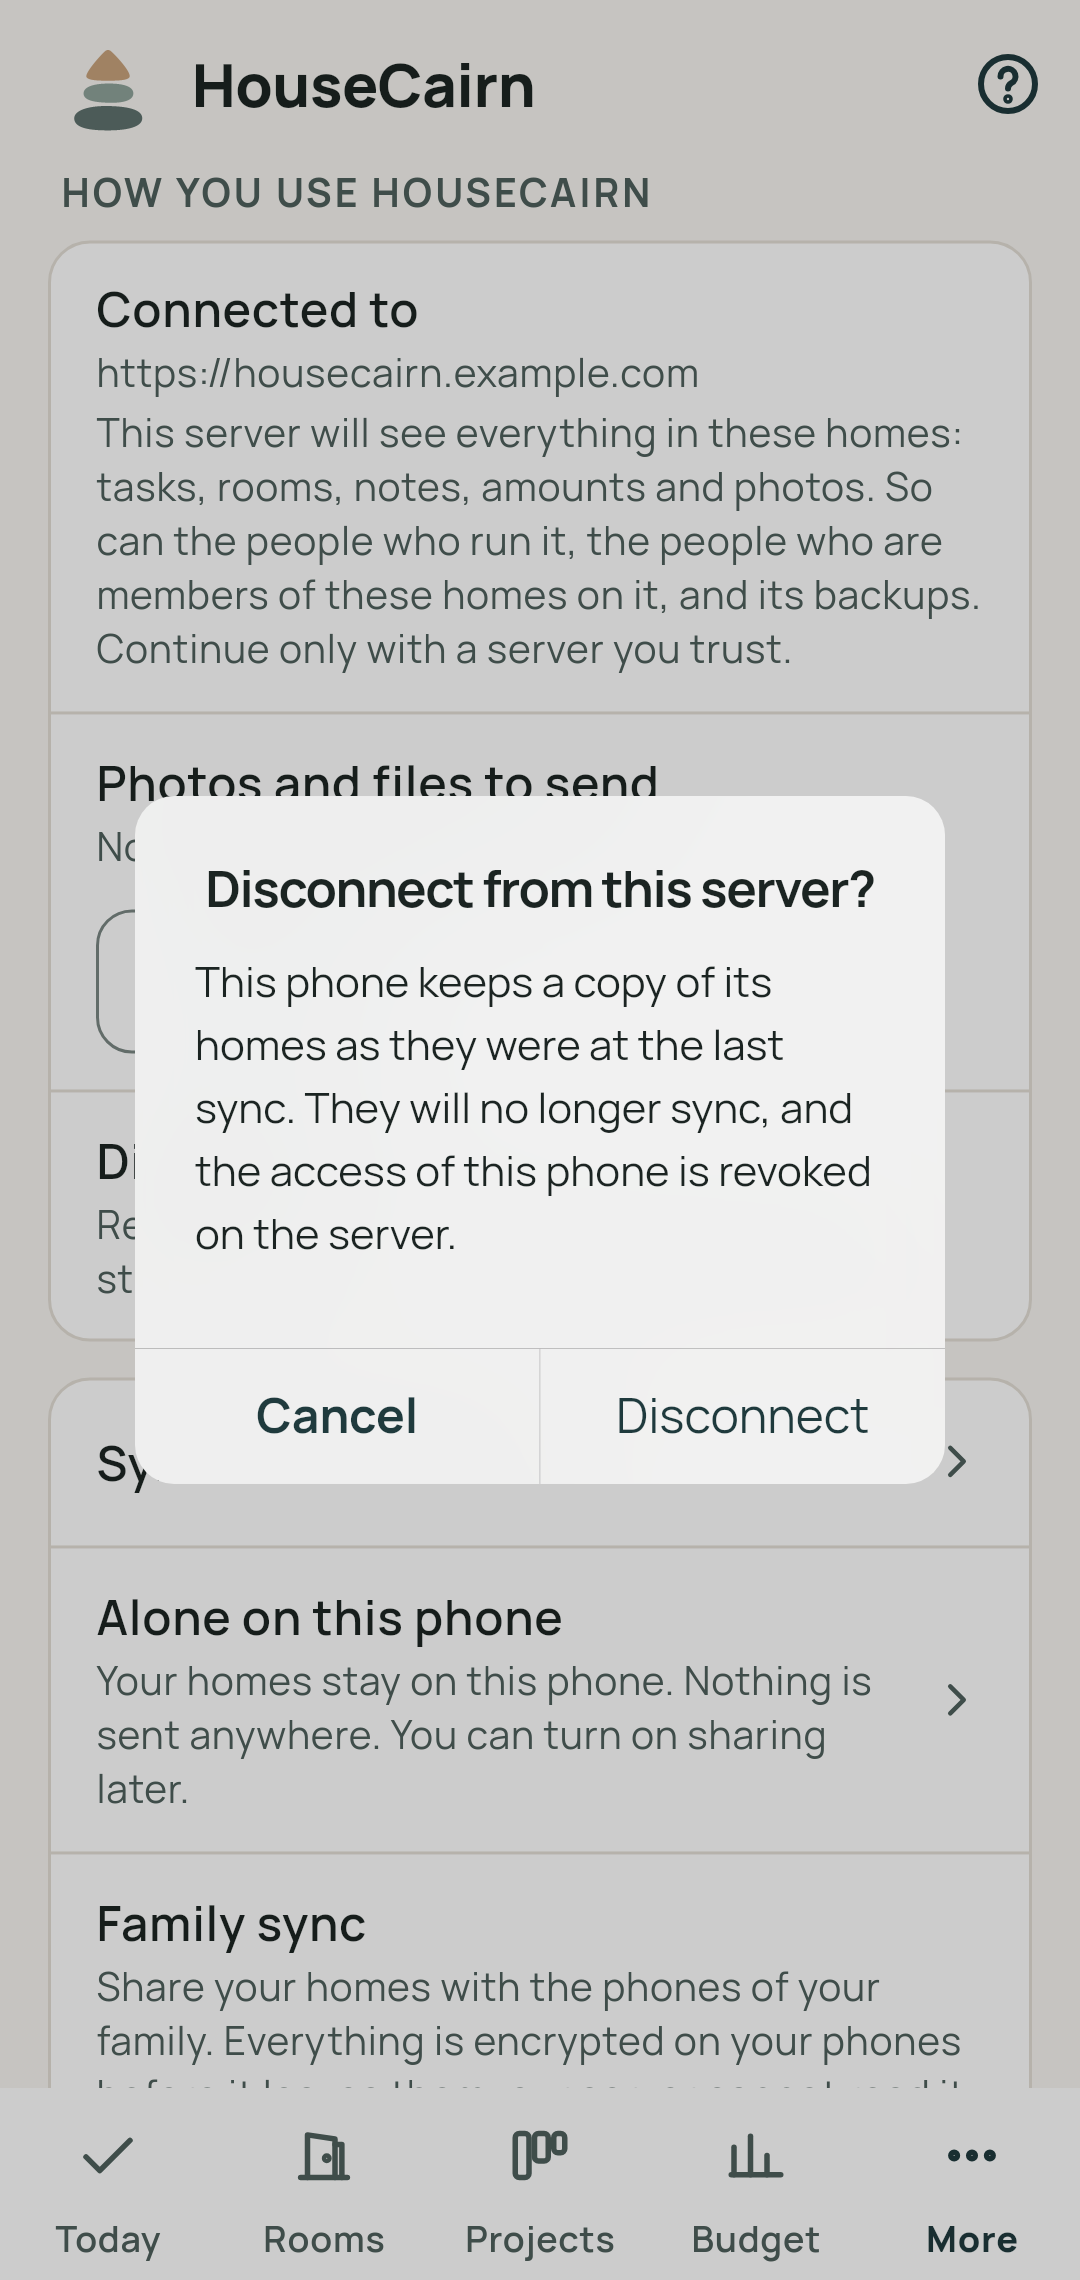 HouseCairn
HOW YOU USE HOUSECAIRN
Connected to
https://housecairn.example.com
This server will see everything in these homes:
tasks, rooms, notes, amounts and photos. So
can the people who run it, the people who are
members of these homes on it, and its backups.
Continue only with a server you trust.
Photos and files to send
Disconnect from this server?
This phone keeps a copy of its
homes as they were at the last
sync. They will no longer sync, and
the access of this phone is revoked
on the server.
Cancel
Disconnect
Alone on this phone
Your homes stay on this phone. Nothing is
sent anywhere. You can turn on sharing
later.
Family sync
Share your homes with the phones of your
family. Everything is encrypted on your phones
Today
Rooms
Projects
Budget
More